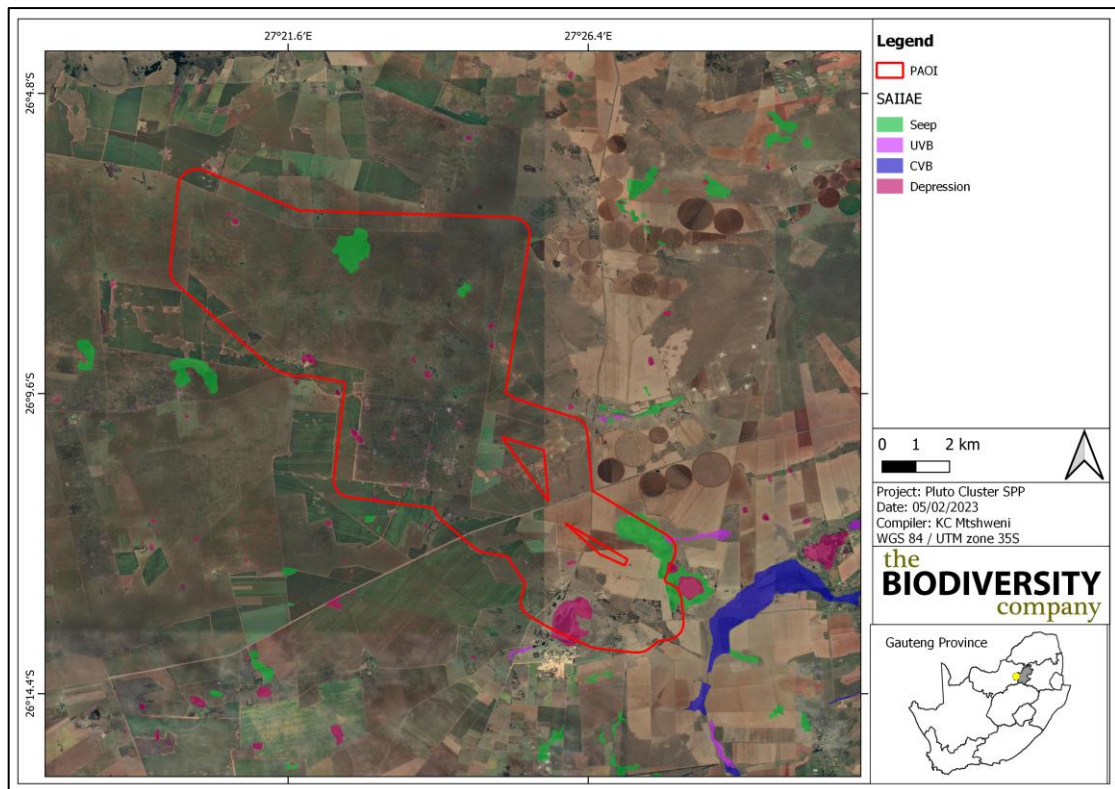 27°21.6'E
27°26.4'E
26°4.8'S
26°9.6'S
26°14.4'S
Legend
PAOI
SAIIAE
Seep
UVB
CVB
Depression
0 1 2 km
Project: Pluto Cluster SPP
Date: 05/02/2023
Compiler: KC Mtshweni
WGS 84 / UTM zone 35S
the
BIODIVERSITY
company
Gauteng Province